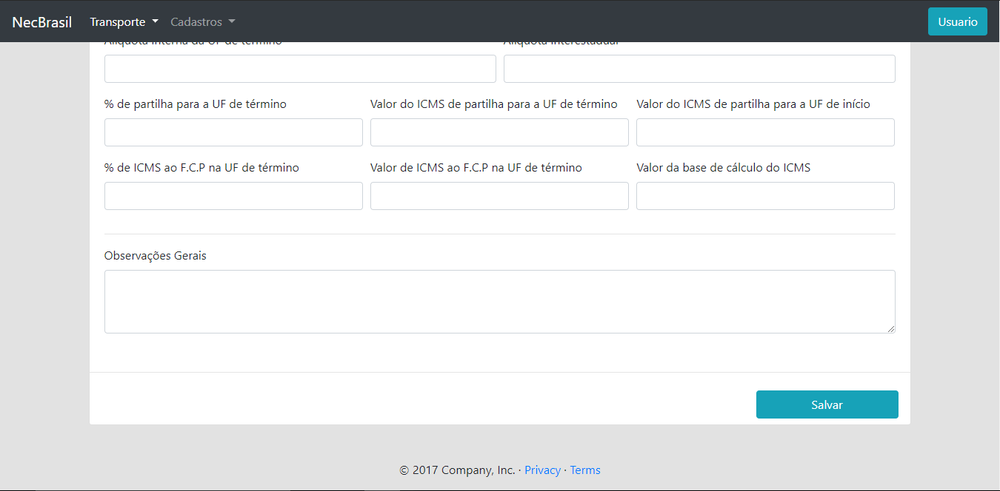 NecBrasil Transporte Cadastros Usuario
Alíquota interna da UF de término Alíquota interestadual
% de partilha para a UF de término Valor do ICMS de partilha para a UF de término Valor do ICMS de partilha para a UF de início
% de ICMS ao F.C.P na UF de término Valor de ICMS ao F.C.P na UF de término Valor da base de cálculo do ICMS
Observações Gerais
Salvar
© 2017 Company, Inc. · Privacy · Terms